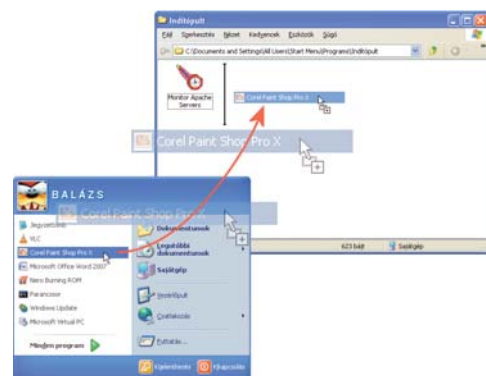 Indítópult
Fájl Szerkesztés Nézet Kedvencek Eszközök Súgó
Cím C:\Documents and Settings\All Users\Start Menu\Programs\Indítópult
Monitor Apache
Servers
Corel Paint Shop Pro X
Corel Paint Shop Pro X
623 bájt Sajátgép
BALÁZS
Corel Paint Shop Pro X
Jegyzettömb
VLC
Corel Paint Shop Pro X
Microsoft Office Word 2007
Nero Burning ROM
Paranoise
Windows Update
Microsoft Virtual PC
Minden program
Dokumentumok
Legutóbbi
dokumentumok
Sajátgép
Vezérlőpult
Csatlakozás
Futtatás...
Kijelentkezés Kikapcsolás